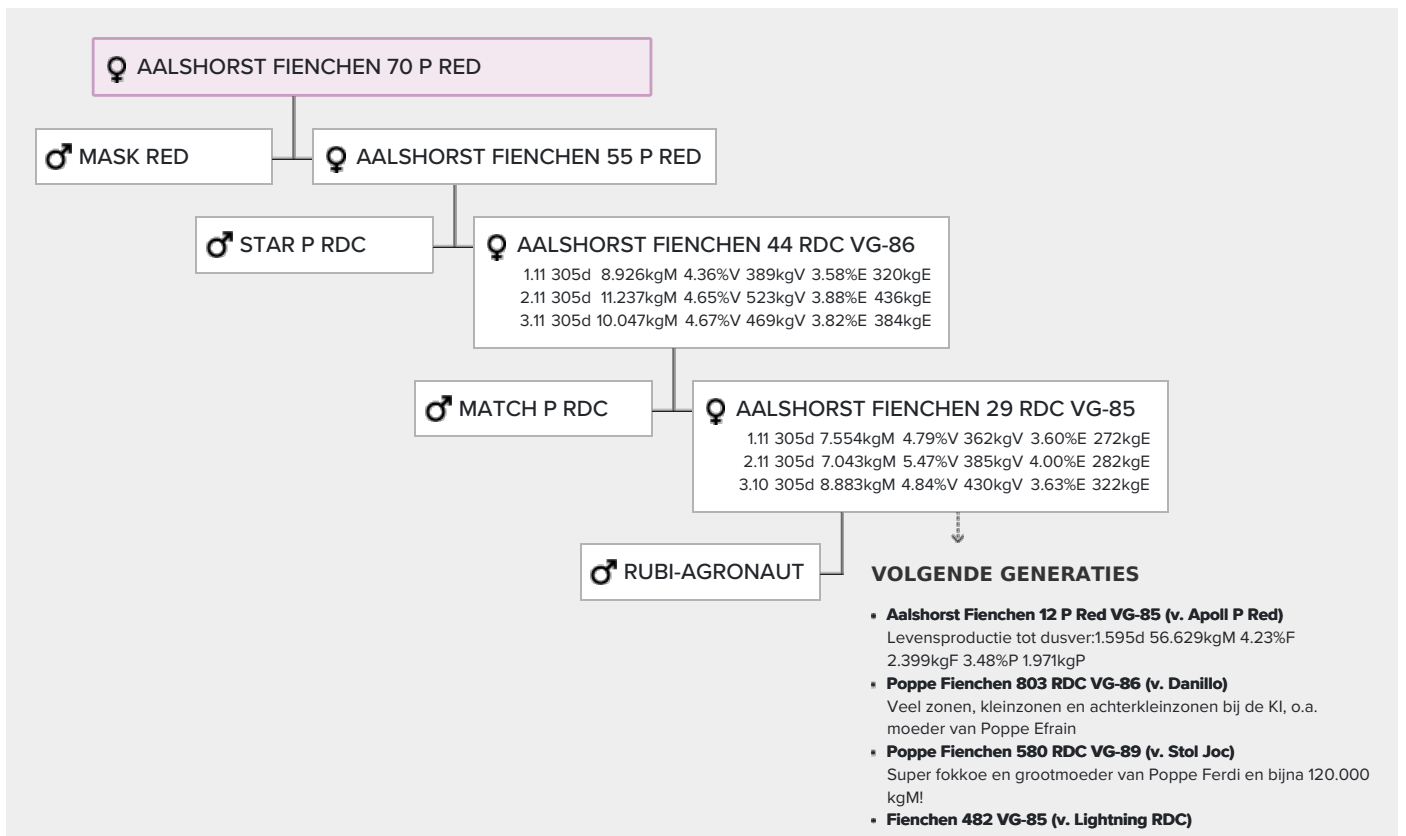 AALSHORST FIENCHEN 70 P RED
MASK RED
AALSHORST FIENCHEN 55 P RED
STAR P RDC
AALSHORST FIENCHEN 44 RDC VG-86
1.11 305d 8.926kgM 4.36%V 389kgV 3.58%E 320kgE
2.11 305d 11.237kgM 4.65%V 523kgV 3.88%E 436kgE
3.11 305d 10.047kgM 4.67%V 469kgV 3.82%E 384kgE
MATCH P RDC
AALSHORST FIENCHEN 29 RDC VG-85
1.11 305d 7.554kgM 4.79%V 362kgV 3.60%E 272kgE
2.11 305d 7.043kgM 5.47%V 385kgV 4.00%E 282kgE
3.10 305d 8.883kgM 4.84%V 430kgV 3.63%E 322kgE
RUBI-AGRONAUT
VOLGENDE GENERATIES
▪ Aalshorst Fienchen 12 P Red VG-85 (v. Apoll P Red)
Levensproductie tot dusver:1.595d 56.629kgM 4.23%F
2.399kgF 3.48%P 1.971kgP
▪ Poppe Fienchen 803 RDC VG-86 (v. Danillo)
Veel zonen, kleinzonen en achterkleinzonen bij de KI, o.a.
moeder van Poppe Efrain
▪ Poppe Fienchen 580 RDC VG-89 (v. Stol Joc)
Super fokkoe en grootmoeder van Poppe Ferdi en bijna 120.000
kgM!
▪ Fienchen 482 VG-85 (v. Lightning RDC)